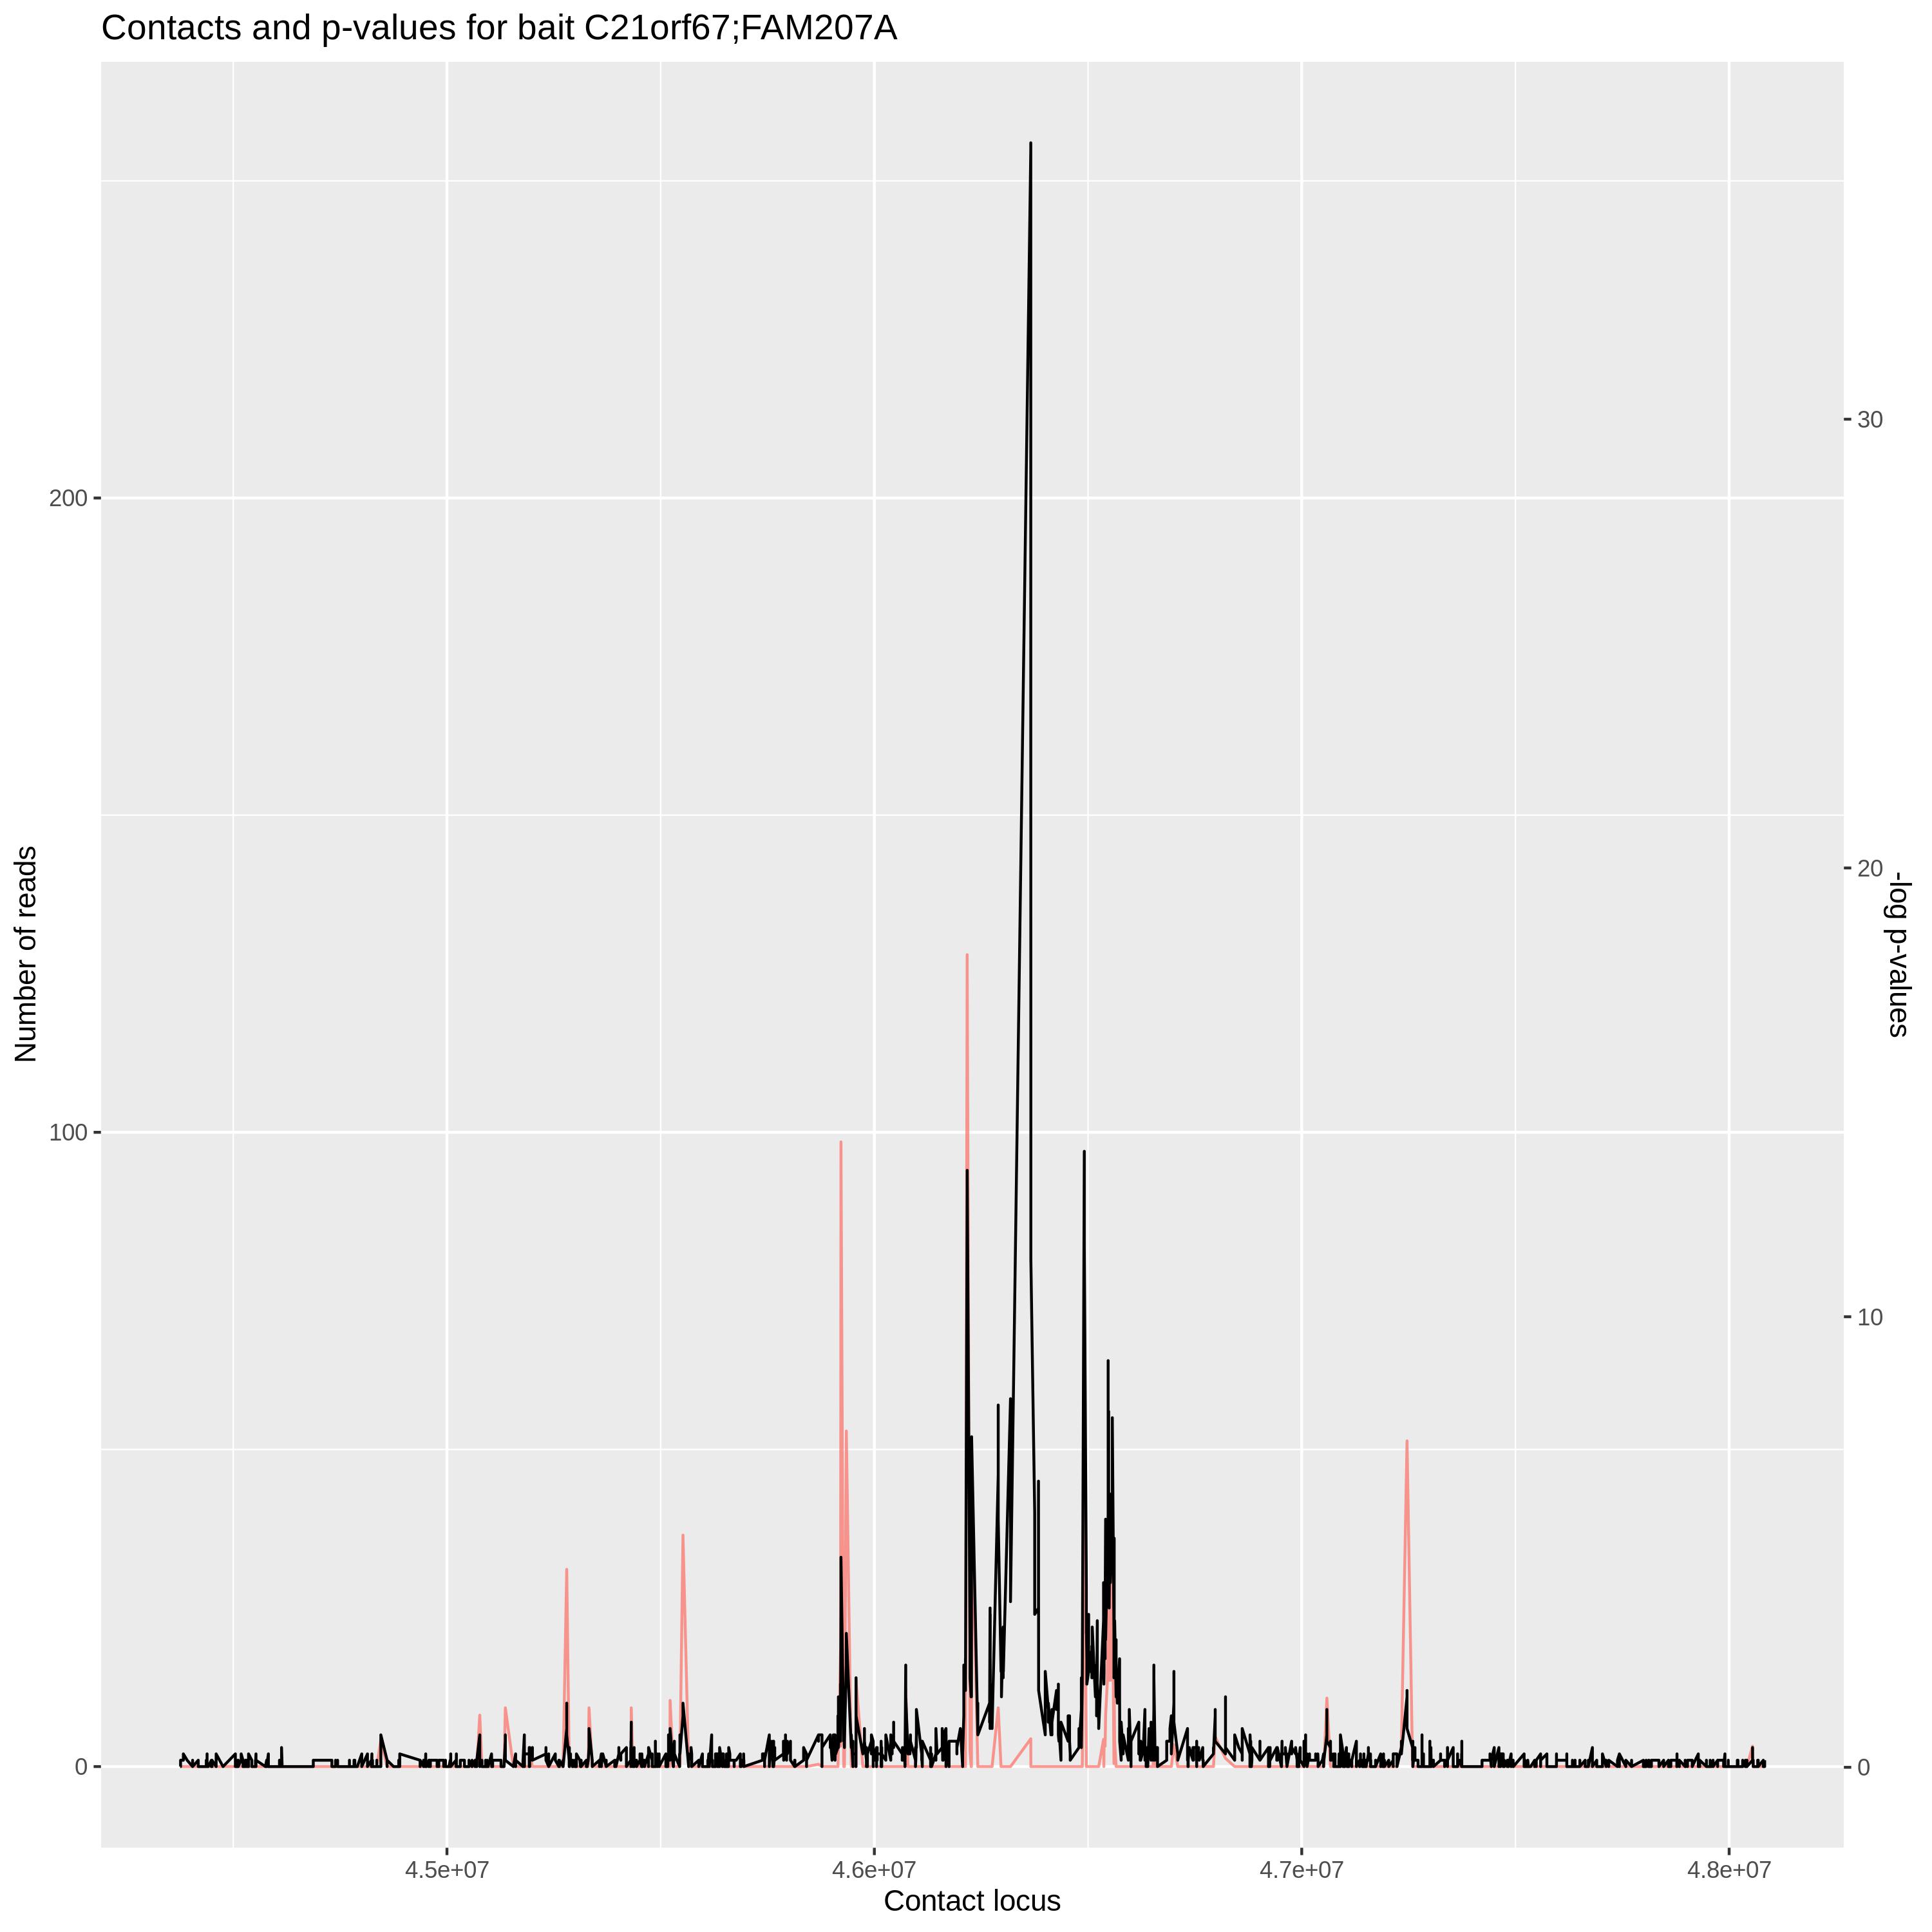 Contacts and p-values for bait C21orf67;FAM207A
Number of reads
200
100
0
30
20
10
0
-log p-values
4.5e+07
4.6e+07
4.7e+07
4.8e+07
Contact locus